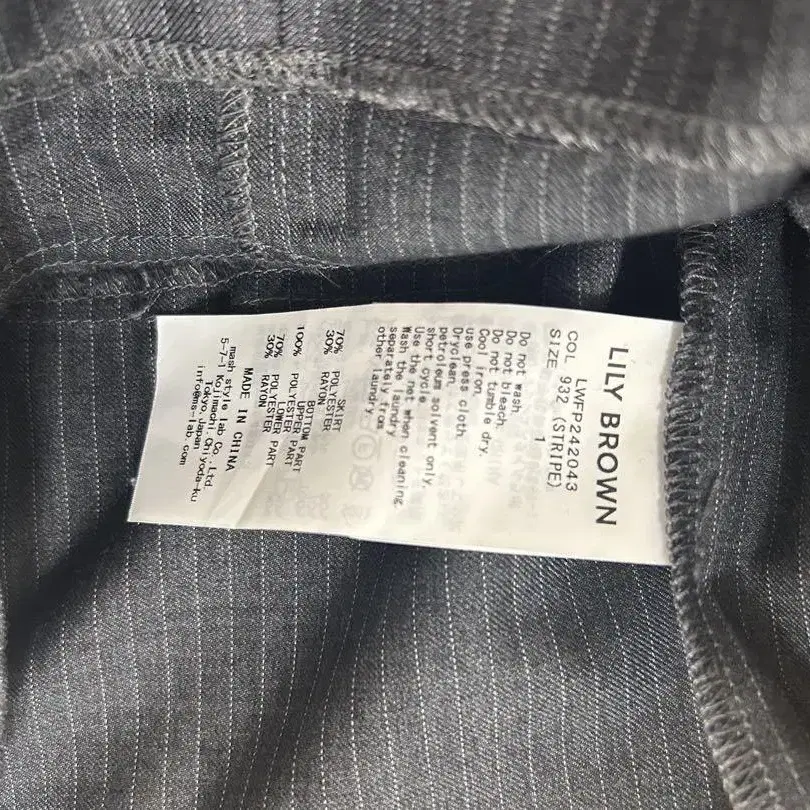 LILY BROWN
LWFP242043
COL 932 (STRIPE)
SIZE 1
Do not wash.
Do not bleach.
Do not tumble dry.
Cool iron.
use press cloth.
Dryclean.
petroleum solvent only.
short cycle.
Use the net when cleaning.
Wash the laundry
separately from
other laundry.
SKIRT
70% POLYESTER
30% RAYON
BOTTOM PART
UPPER PART
100% POLYESTER
LOWER PART
70% POLYESTER
30% RAYON
MADE IN CHINA
mash style lab Co.,Ltd.
5-7-1 Kojimachi,Chiyoda-ku
Tokyo,Japan
info@ms-lab.com